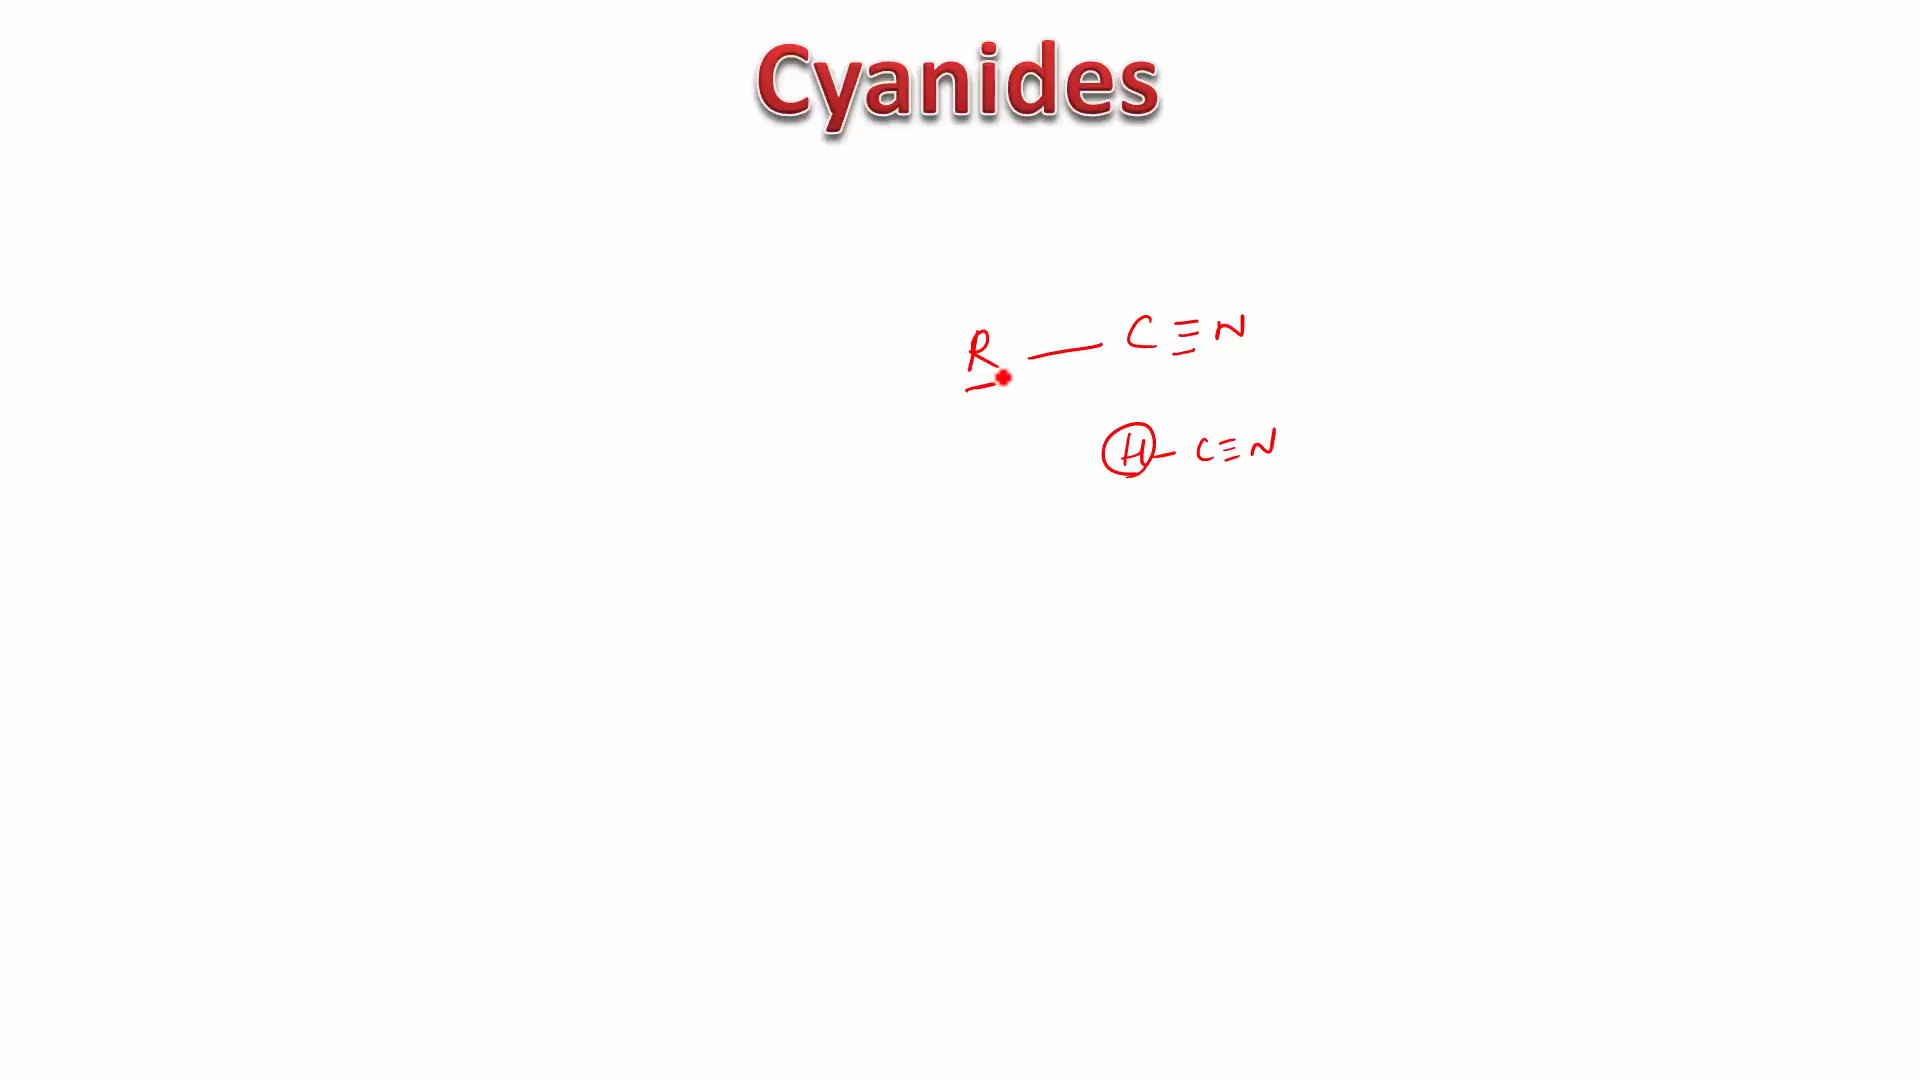 Cyanides
R — C ≡ N
H - C ≡ N